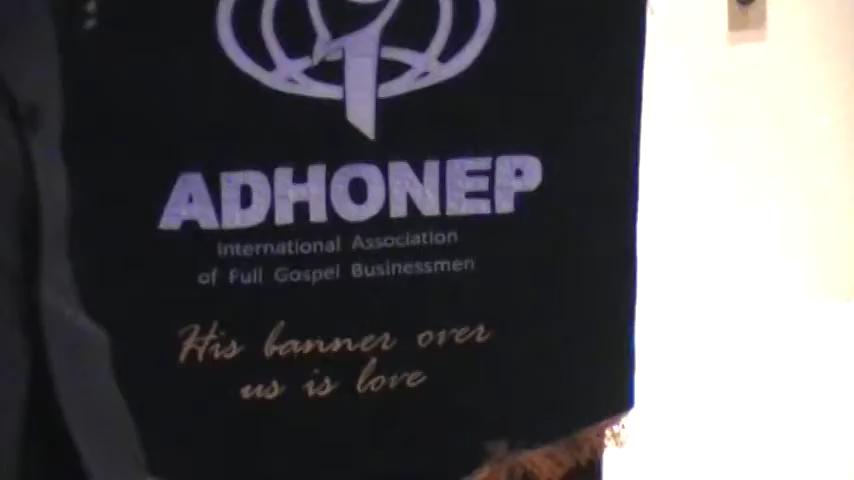 ADHONEP
International Association
of Full Gospel Businessmen
His banner over
us is love